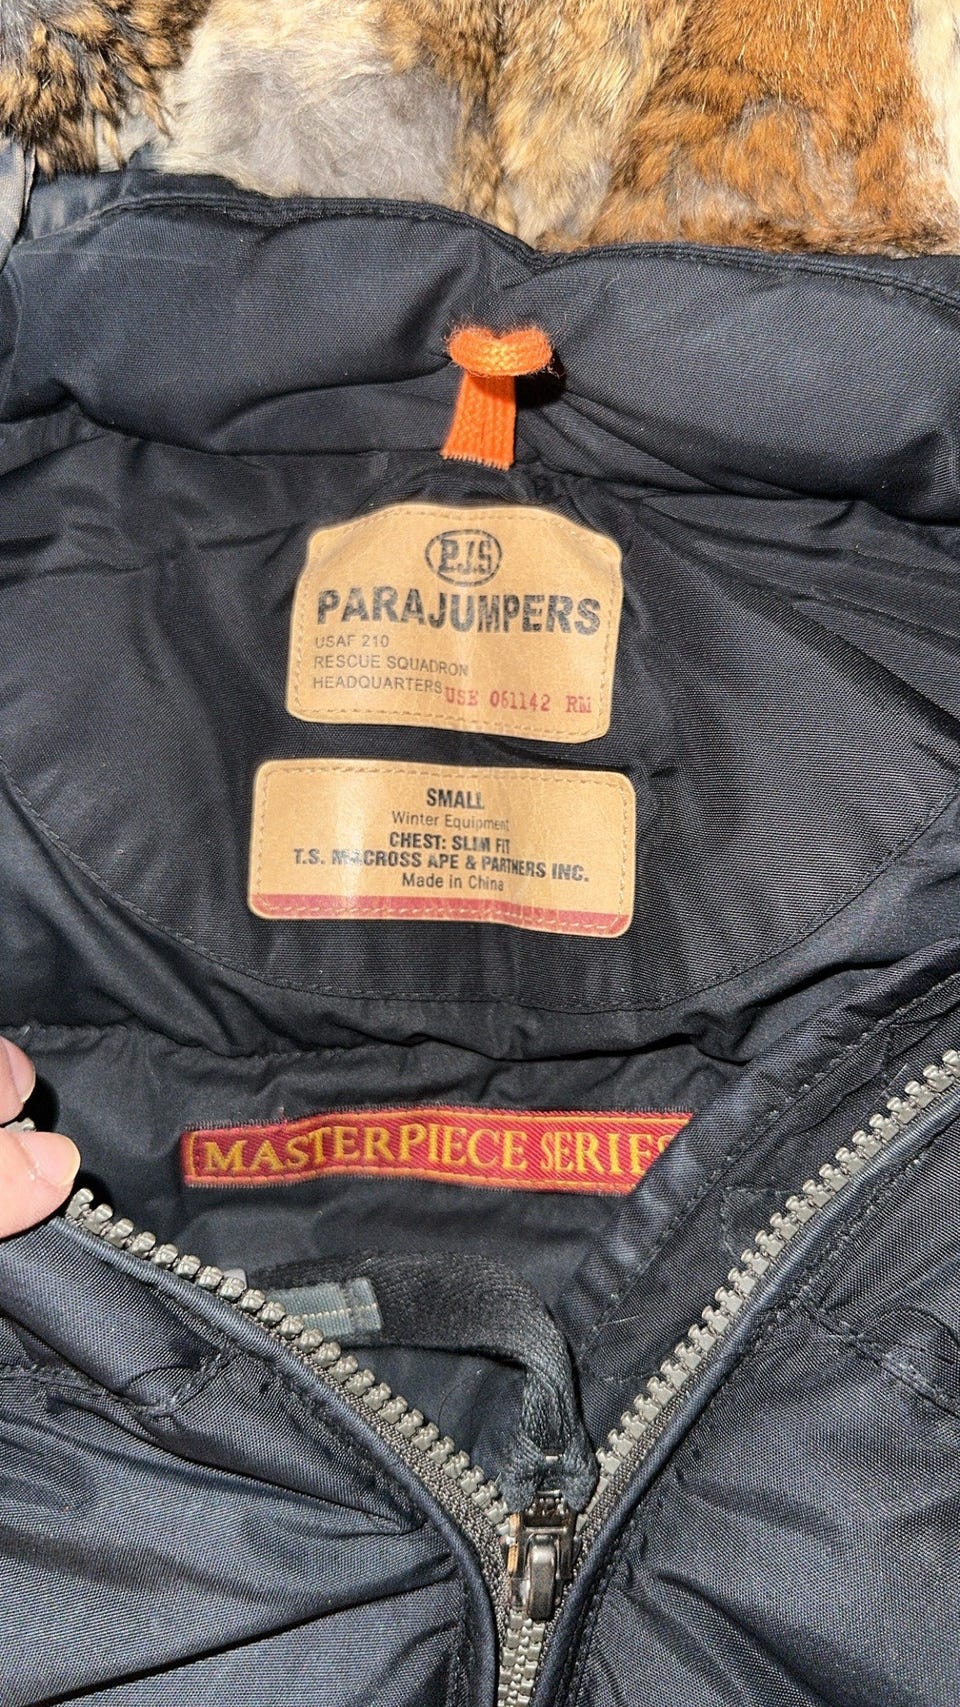 P.J.S
PARAJUMPERS
USAF 210
RESCUE SQUADRON
HEADQUARTERS USE 061142 RM
SMALL
Winter Equipment
CHEST: SLIM FIT
T.S. MACROSS APE & PARTNERS INC.
Made in China
MASTERPIECE SERIES